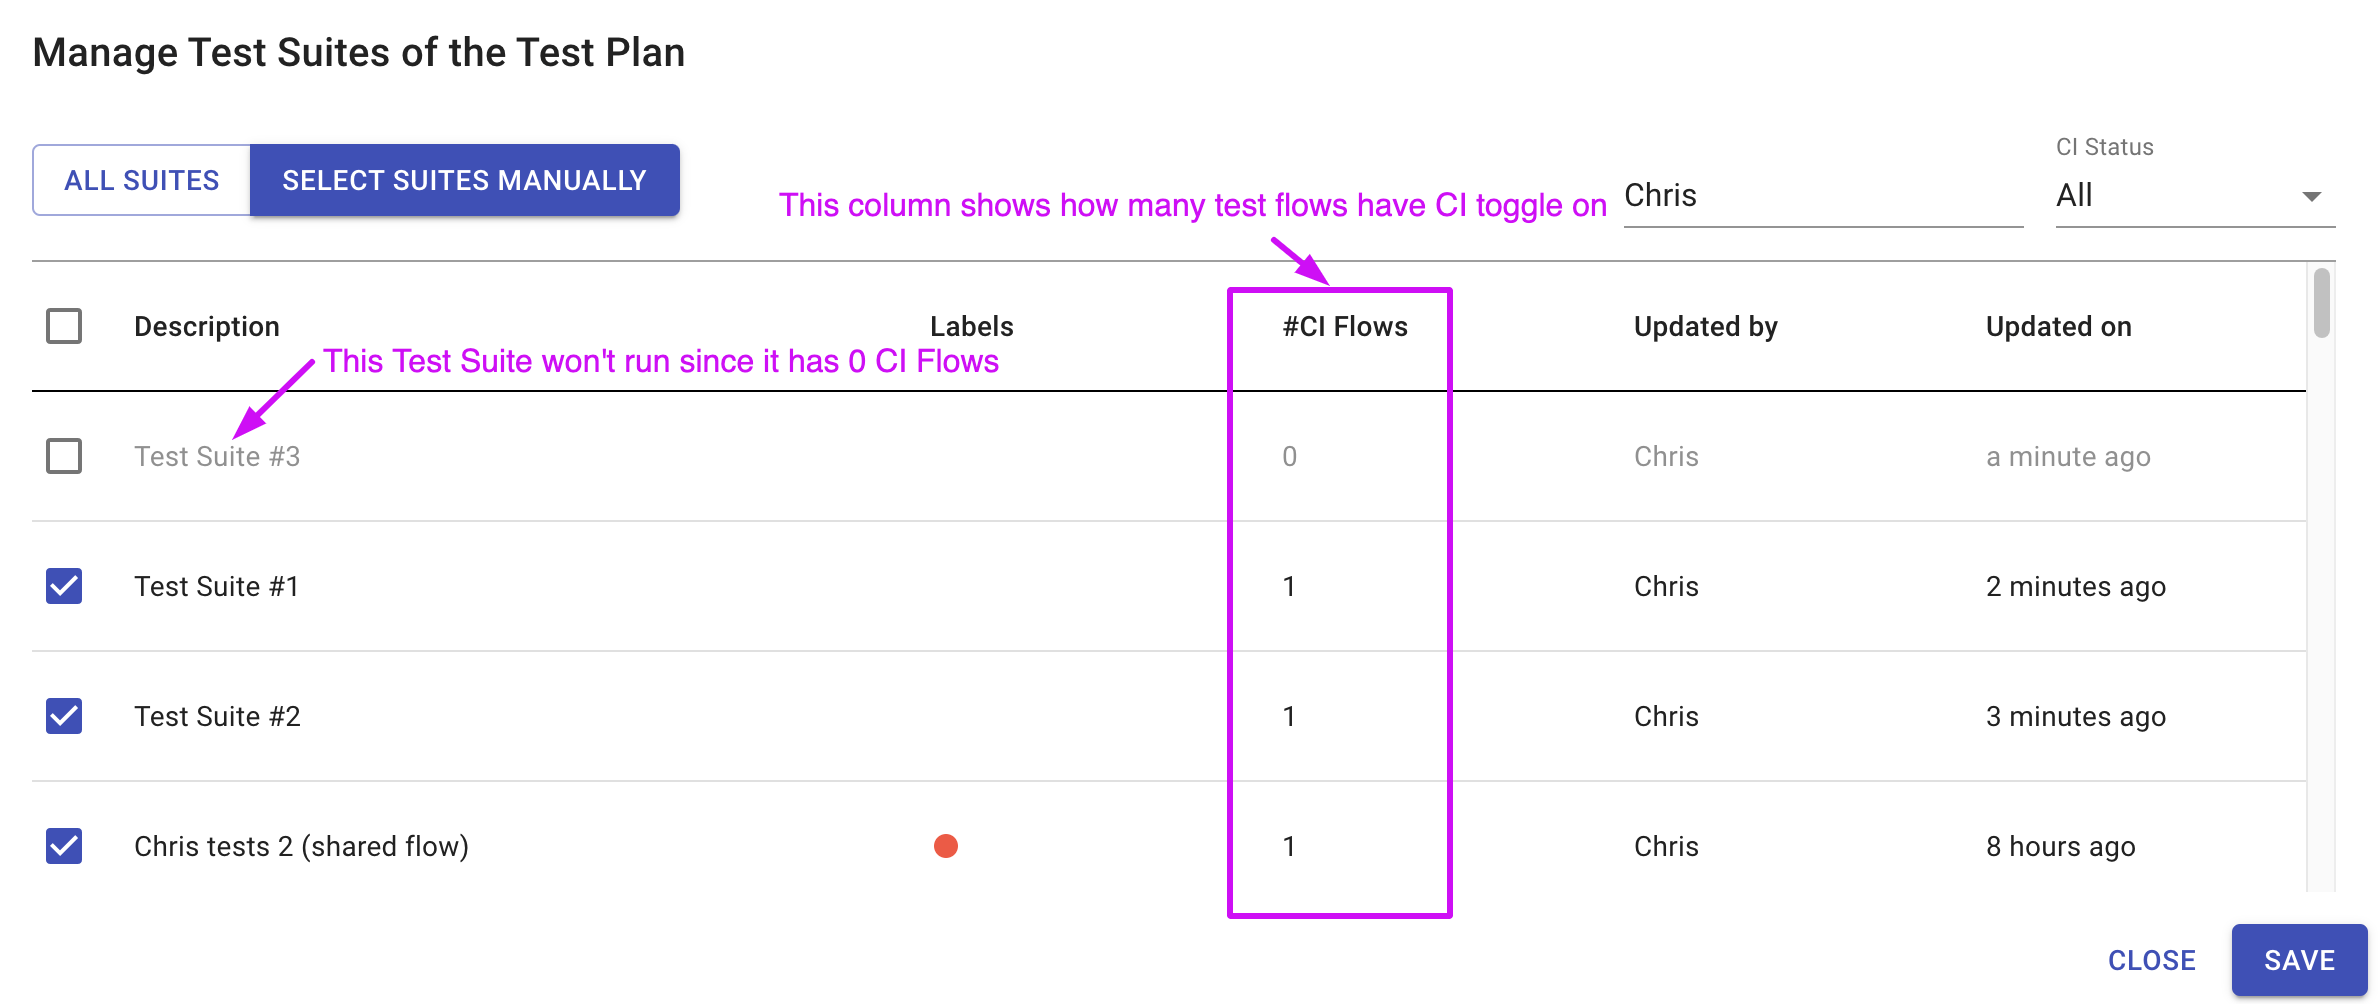 Manage Test Suites of the Test Plan
CI Status
ALL SUITES SELECT SUITES MANUALLY
This column shows how many test flows have CI toggle on
Chris
All
Description Labels #CI Flows Updated by Updated on
This Test Suite won't run since it has 0 CI Flows
Test Suite #3 0 Chris a minute ago
Test Suite #1 1 Chris 2 minutes ago
Test Suite #2 1 Chris 3 minutes ago
Chris tests 2 (shared flow) 1 Chris 8 hours ago
CLOSE SAVE